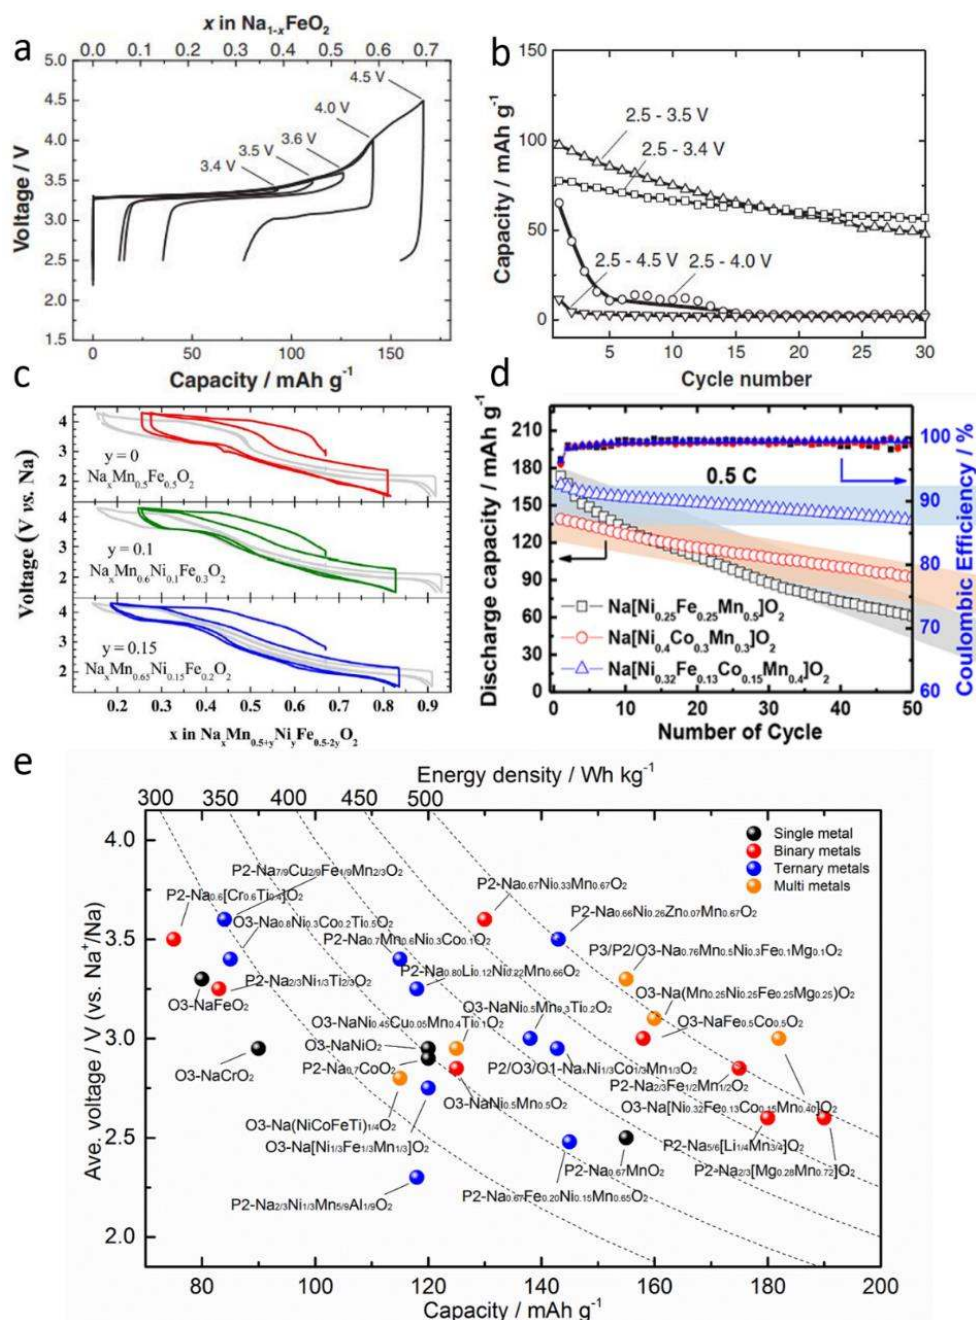 a
x in Na₁₋ₓFeO₂
0.0 0.1 0.2 0.3 0.4 0.5 0.6 0.7
5.0
4.5
4.0
3.5
3.0
2.5
2.0
1.5
Voltage / V
4.5 V
4.0 V
3.6 V
3.5 V
3.4 V
0 50 100 150
Capacity / mAh g⁻¹
b
150
100
50
0
Capacity / mAh g⁻¹
2.5 - 3.5 V
2.5 - 3.4 V
2.5 - 4.5 V
2.5 - 4.0 V
5 10 15 20 25 30
Cycle number
c
Voltage (V vs. Na)
4
3
2
y = 0
NaₓMn₀.₅Fe₀.₅O₂
4
3
2
y = 0.1
NaₓMn₀.₆Ni₀.₁Fe₀.₃O₂
4
3
2
y = 0.15
NaₓMn₀.₆₅Ni₀.₁₅Fe₀.₂O₂
0.2 0.3 0.4 0.5 0.6 0.7 0.8 0.9
x in NaₓMn₀.₅₊ᵧNiᵧFe₀.₅₋₂ᵧO₂
d
Discharge capacity / mAh g⁻¹
210
180
150
120
90
60
30
0
0.5 C
Na[Ni₀.₂₅Fe₀.₂₅Mn₀.₅]O₂
Na[Ni₀.₄Co₀.₃Mn₀.₃]O₂
Na[Ni₀.₃₂Fe₀.₁₃Co₀.₁₅Mn₀.₄]O₂
100
90
80
70
60
Coulombic Efficiency / %
0 10 20 30 40 50
Number of Cycle
e
Energy density / Wh kg⁻¹
300 350 400 450 500
4.0
3.5
3.0
2.5
2.0
Ave. voltage / V (vs. Na⁺/Na)
Single metal
Binary metals
Ternary metals
Multi metals
P2-Na₇/₉Cu₂/₉Fe₁/₉Mn₂/₃O₂
P2-Na₀.₆[Cr₀.₆Ti₀.₄]O₂
P2-Na₀.₆₇Ni₀.₃₃Mn₀.₆₇O₂
O3-Na₀.₈Ni₀.₃Co₀.₂Ti₀.₅O₂
P2-Na₀.₆₆Ni₀.₂₆Zn₀.₀₇Mn₀.₆₇O₂
P2-Na₀.₇Mn₀.₆Ni₀.₃Co₀.₁O₂
P3/P2/O3-Na₀.₇₆Mn₀.₅Ni₀.₃Fe₀.₁Mg₀.₁O₂
P2-Na₀.₈₀Li₀.₁₂Ni₀.₂₂Mn₀.₆₆O₂
P2-Na₂/₃Ni₁/₃Ti₂/₃O₂
O3-NaFeO₂
O3-Na(Mn₀.₂₅Ni₀.₂₅Fe₀.₂₅Mg₀.₂₅)O₂
O3-NaNi₀.₅Mn₀.₃Ti₀.₂O₂
O3-NaNi₀.₄₅Cu₀.₀₅Mn₀.₄Ti₀.₁O₂
O3-NaFe₀.₅Co₀.₅O₂
O3-NaNiO₂
O3-NaCrO₂
P2-Na₀.₇CoO₂
P2/O3/O1-NaₓNi₁/₃Co₁/₃Mn₁/₃O₂
P2-Na₂/₃Fe₁/₂Mn₁/₂O₂
O3-NaNi₀.₅Mn₀.₅O₂
O3-Na[Ni₀.₃₂Fe₀.₁₃Co₀.₁₅Mn₀.₄₀]O₂
O3-Na(NiCoFeTi)₁/₄O₂
O3-Na[Ni₁/₃Fe₁/₃Mn₁/₃]O₂
P2-Na₅/₆[Li₁/₄Mn₃/₄]O₂
P2-Na₀.₆₇MnO₂
P2-Na₂/₃[Mg₀.₂₈Mn₀.₇₂]O₂
P2-Na₂/₃Ni₁/₃Mn₅/₉Al₁/₉O₂
P2-Na₀.₆₇Fe₀.₂₀Ni₀.₁₅Mn₀.₆₅O₂
80 100 120 140 160 180 200
Capacity / mAh g⁻¹